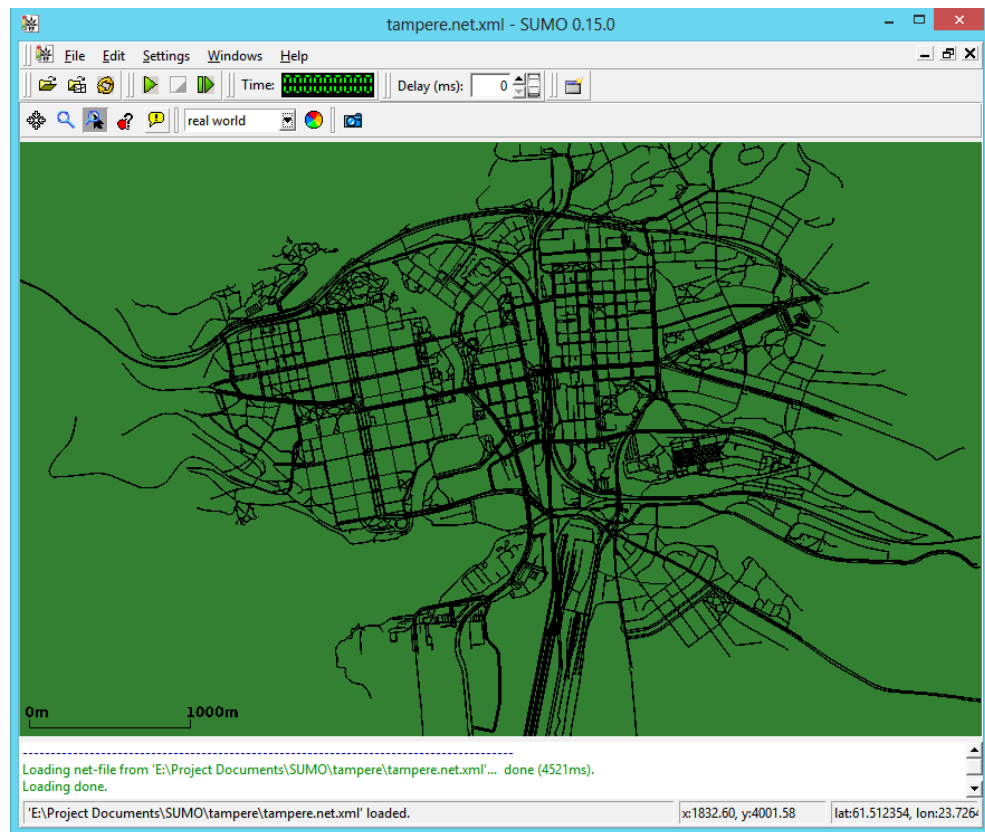 tampere.net.xml - SUMO 0.15.0
File Edit Settings Windows Help
Time: Delay (ms): 0
real world
0m 1000m
-----------------------------------------------------------------------------------
Loading net-file from 'E:\Project Documents\SUMO\tampere\tampere.net.xml'... done (4521ms).
Loading done.
'E:\Project Documents\SUMO\tampere\tampere.net.xml' loaded. x:1832.60, y:4001.58 lat:61.512354, lon:23.7264